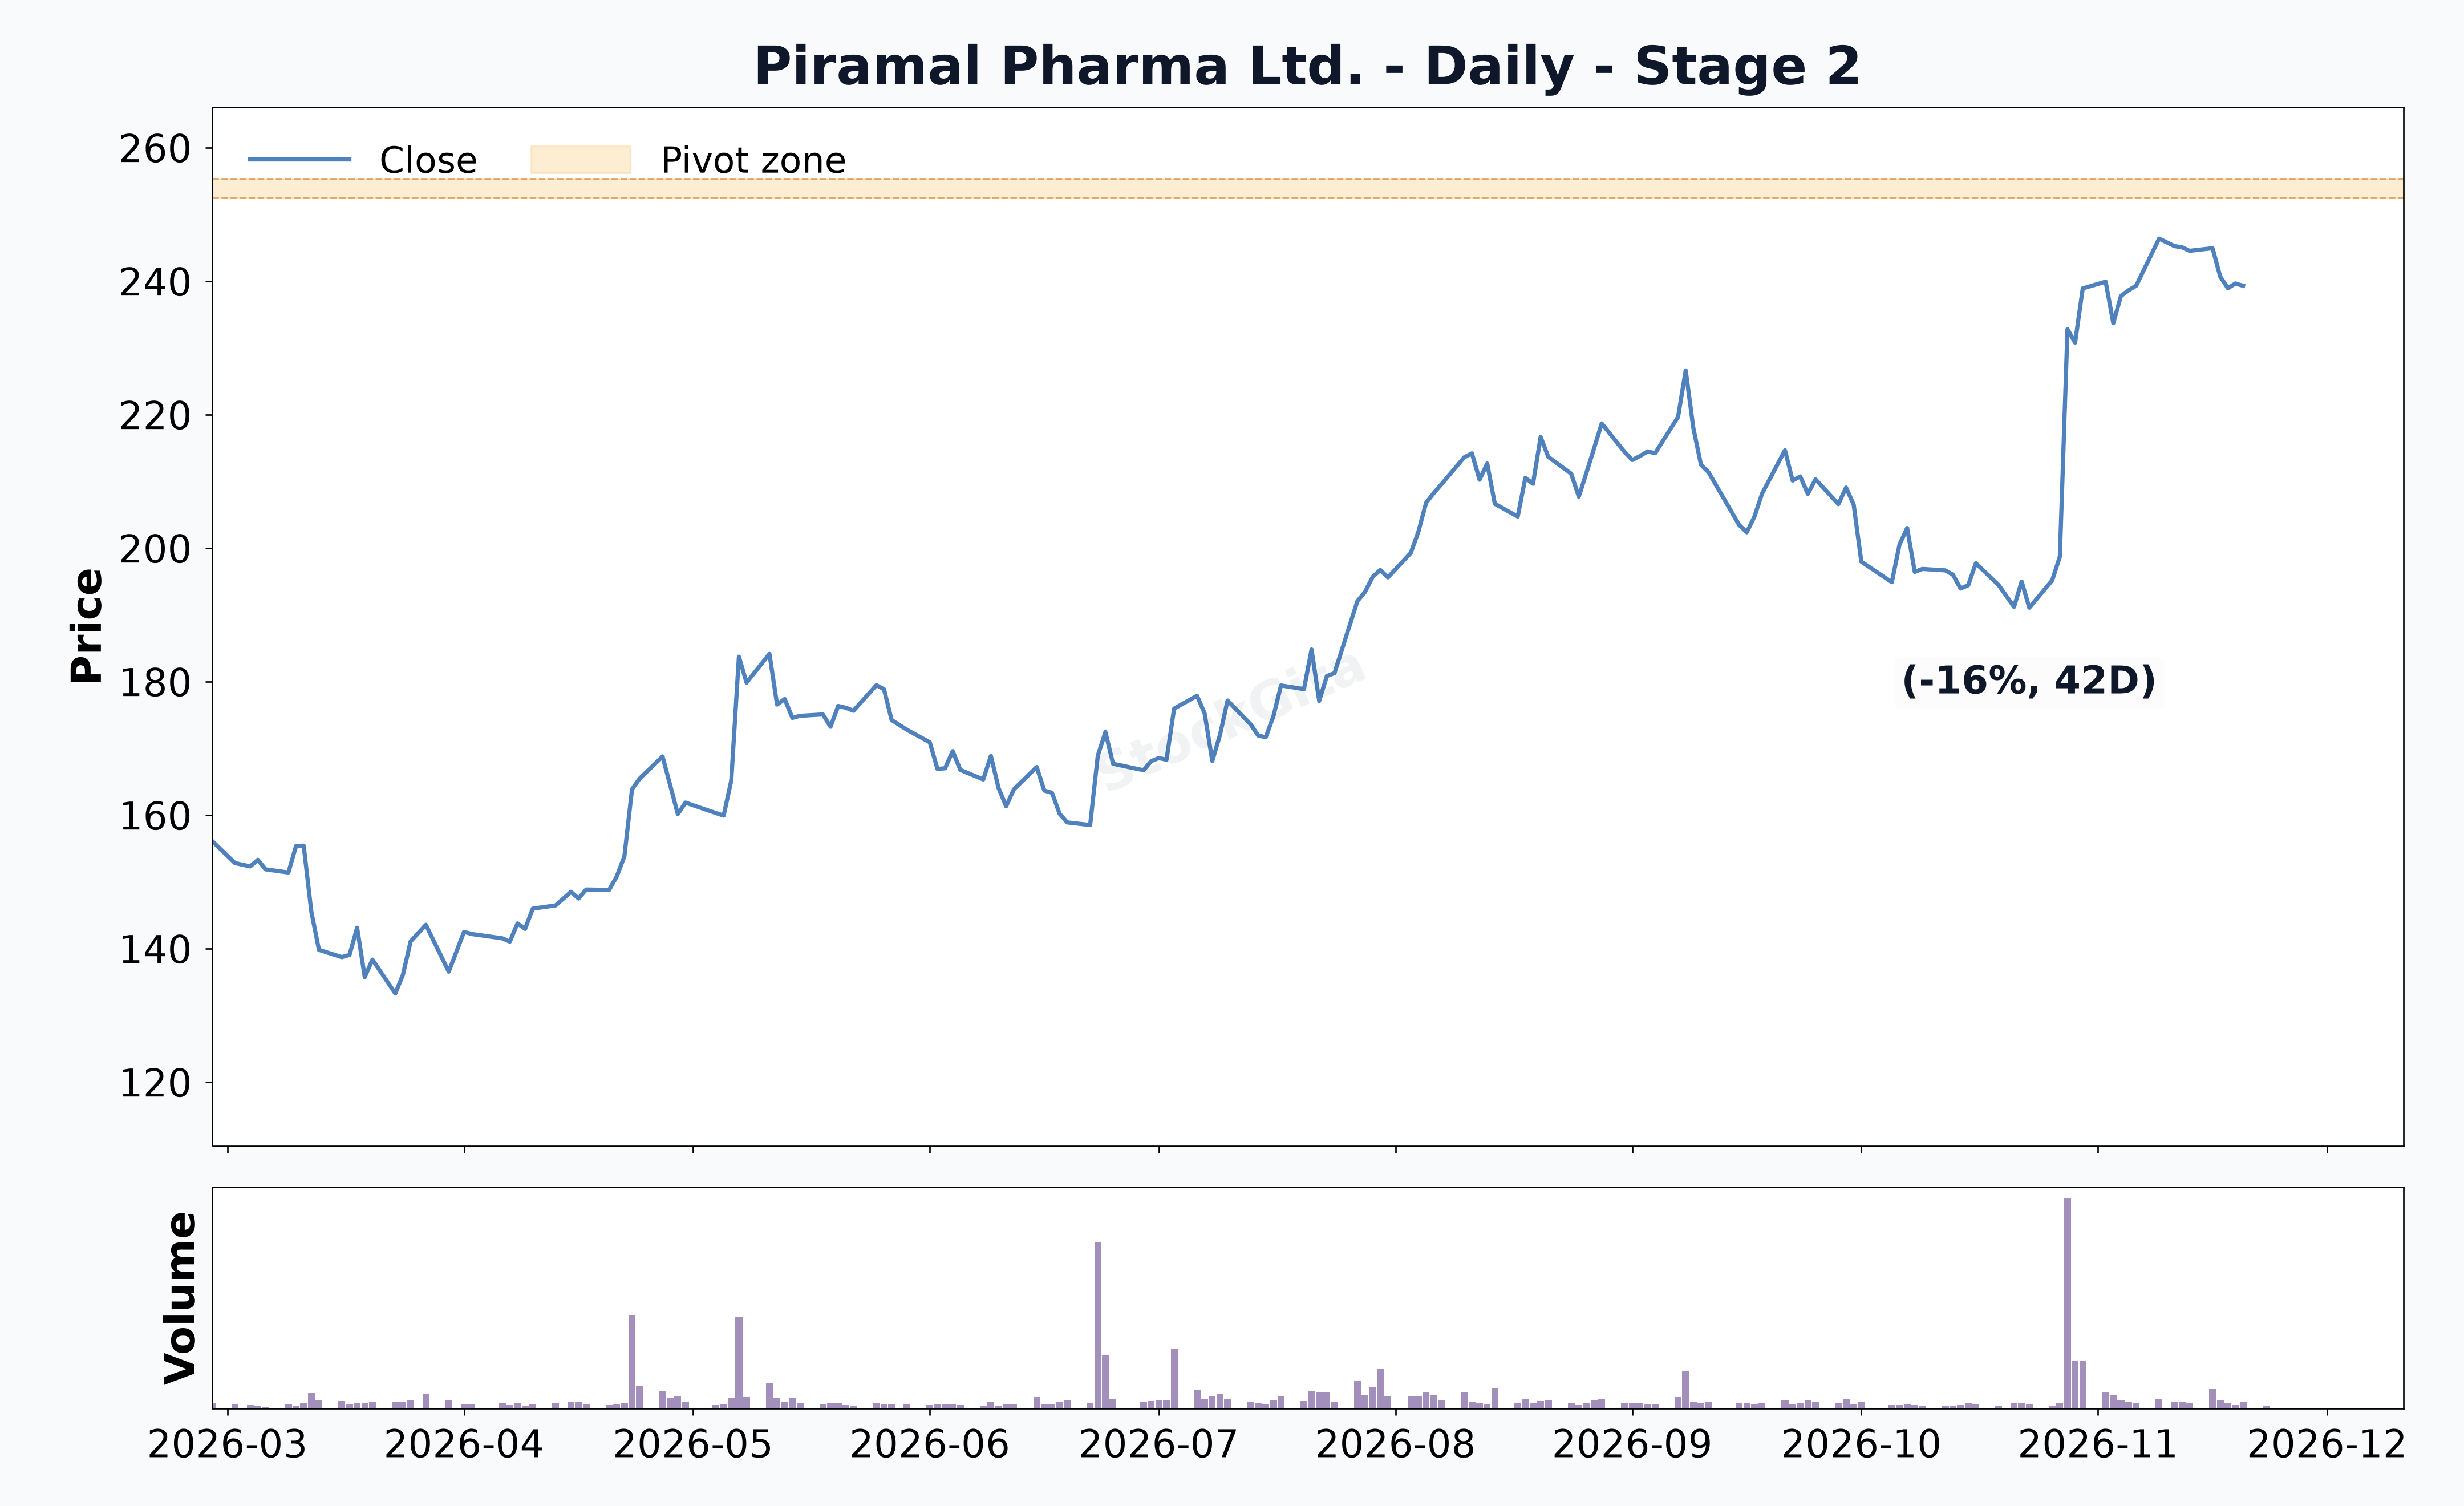 Piramal Pharma Ltd. - Daily - Stage 2
Close
Pivot zone
260
240
220
200
180
160
140
120
Price
StockGita
(-16%, 42D)
Volume
2026-03
2026-04
2026-05
2026-06
2026-07
2026-08
2026-09
2026-10
2026-11
2026-12